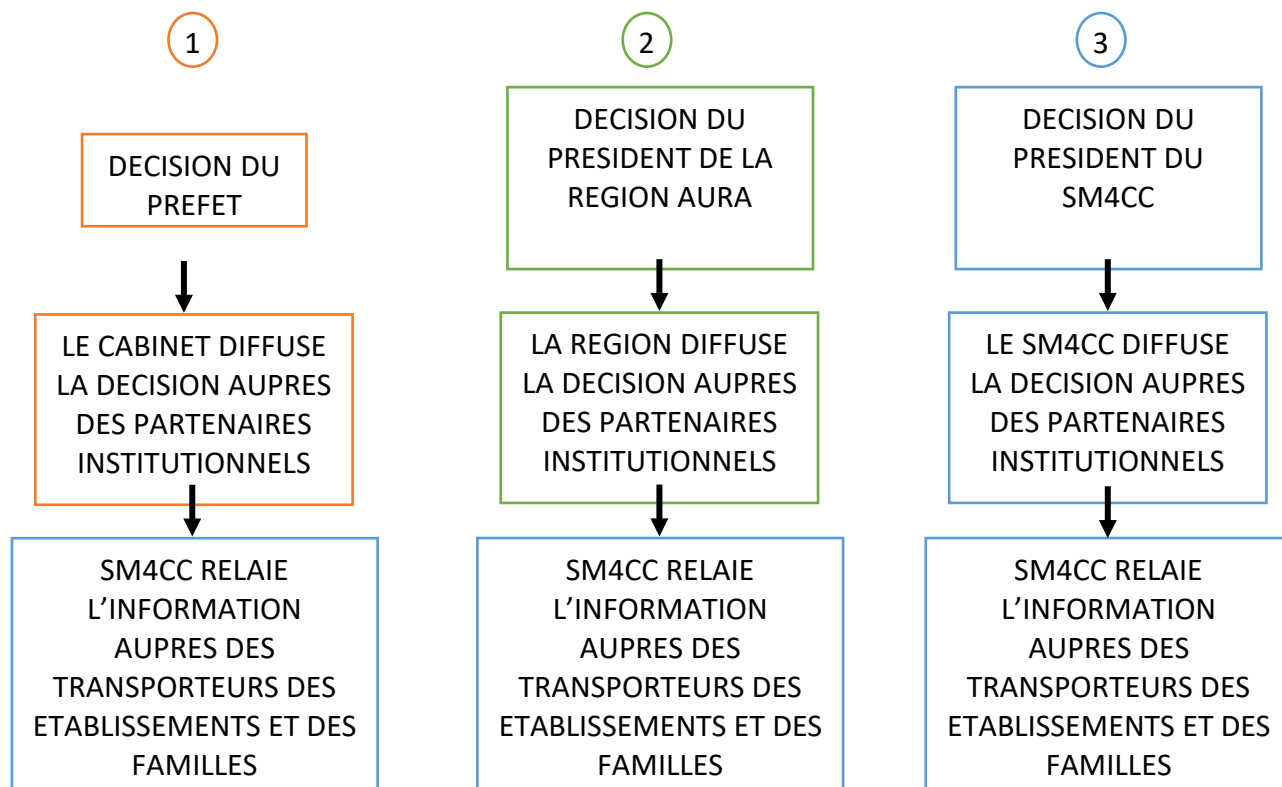 1
DECISION DU
PREFET
LE CABINET DIFFUSE
LA DECISION AUPRES
DES PARTENAIRES
INSTITUTIONNELS
SM4CC RELAIE
L’INFORMATION
AUPRES DES
TRANSPORTEURS DES
ETABLISSEMENTS ET DES
FAMILLES
2
DECISION DU
PRESIDENT DE LA
REGION AURA
LA REGION DIFFUSE
LA DECISION AUPRES
DES PARTENAIRES
INSTITUTIONNELS
SM4CC RELAIE
L’INFORMATION
AUPRES DES
TRANSPORTEURS DES
ETABLISSEMENTS ET DES
FAMILLES
3
DECISION DU
PRESIDENT DU
SM4CC
LE SM4CC DIFFUSE
LA DECISION AUPRES
DES PARTENAIRES
INSTITUTIONNELS
SM4CC RELAIE
L’INFORMATION
AUPRES DES
TRANSPORTEURS DES
ETABLISSEMENTS ET DES
FAMILLES